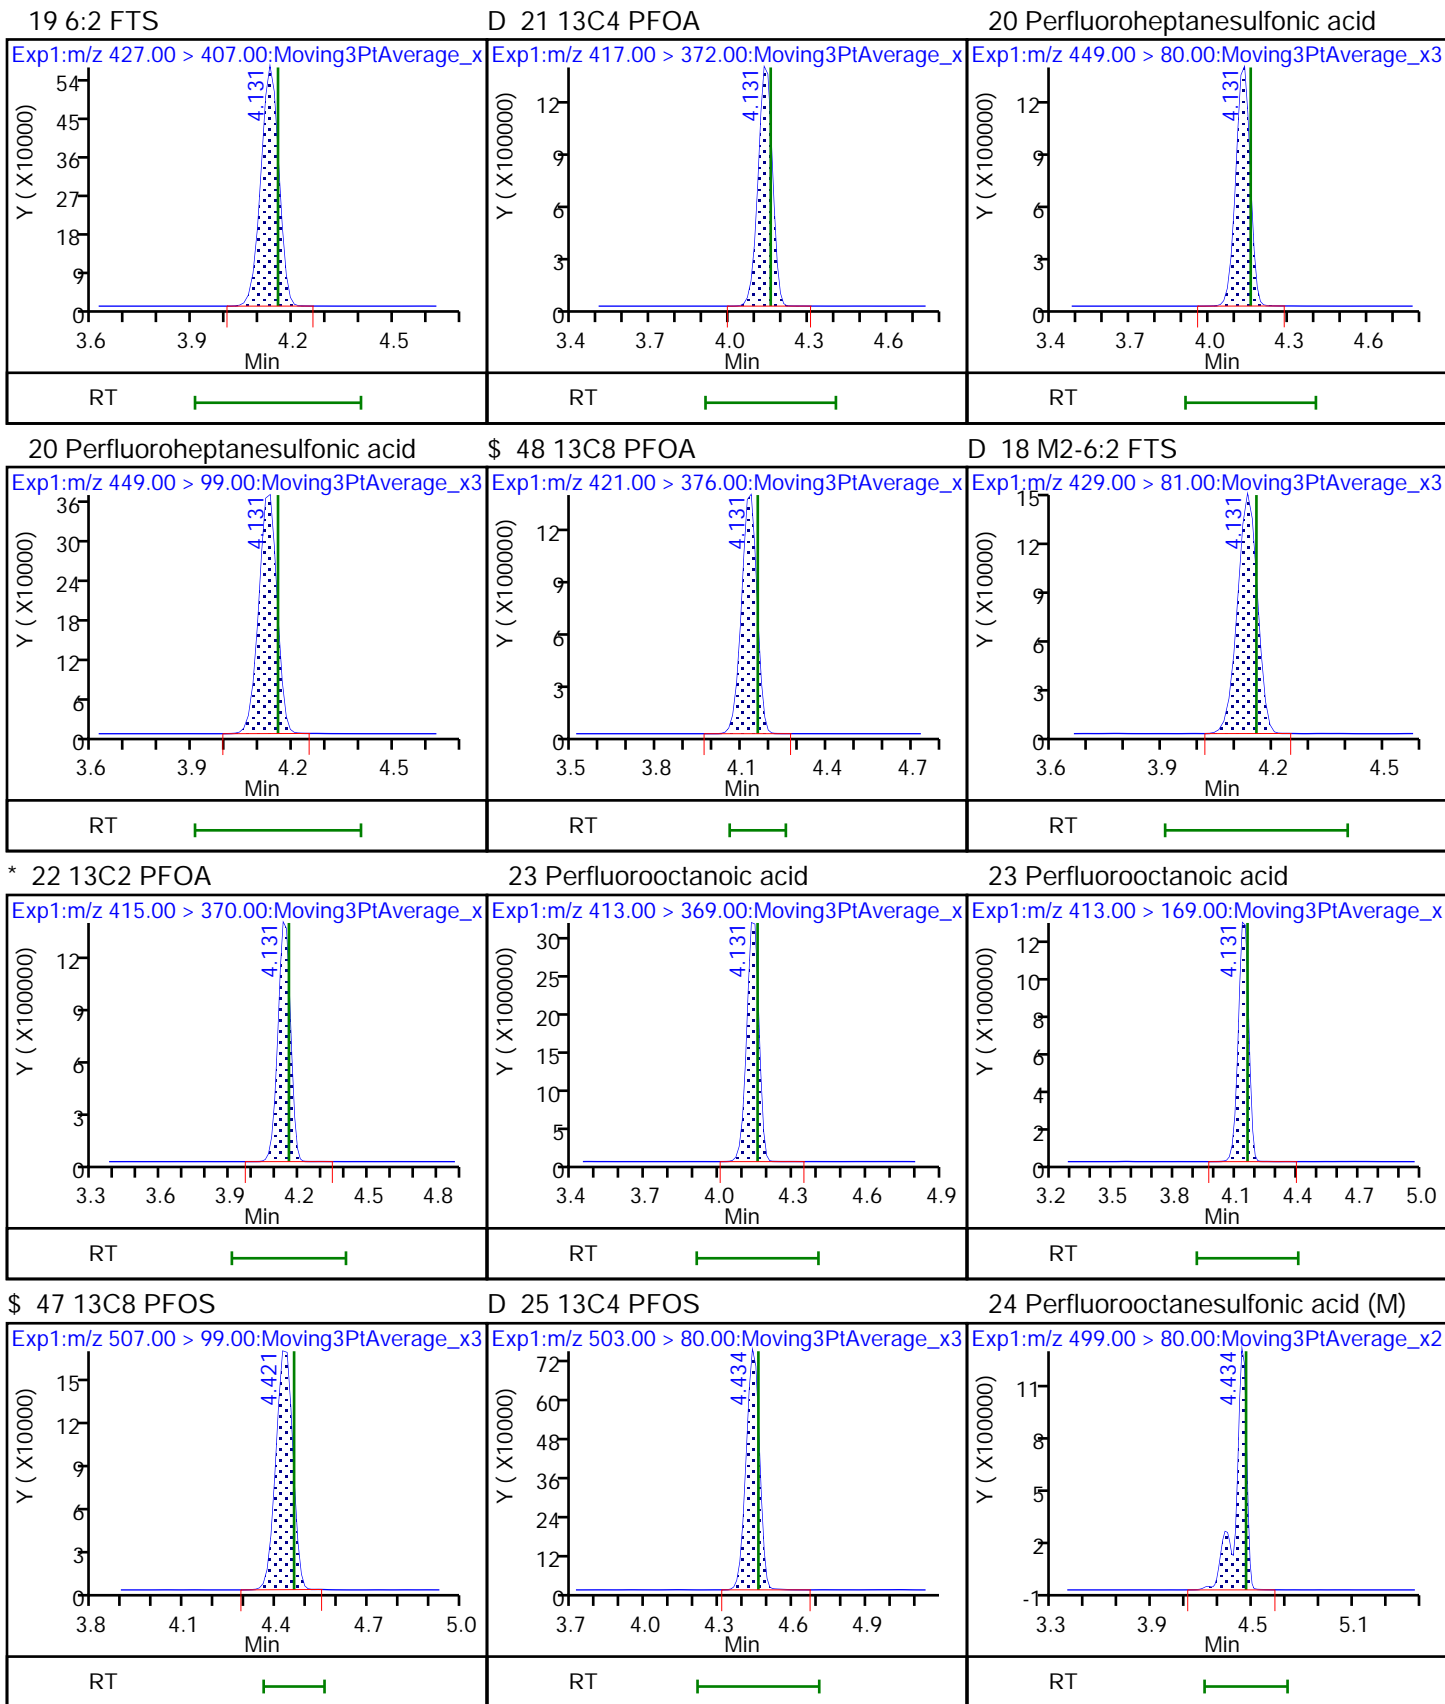 19 6:2 FTS
Exp1:m/z 427.00 > 407.00:Moving3PtAverage_x
Y ( X100000)
54
45
36
27
18
9
0
4.131
3.6 3.9 4.2 4.5
Min
RT
D 21 13C4 PFOA
Exp1:m/z 417.00 > 372.00:Moving3PtAverage_x
Y ( X100000)
12
9
6
3
0
4.131
3.4 3.7 4.0 4.3 4.6
Min
RT
20 Perfluoroheptanesulfonic acid
Exp1:m/z 449.00 > 80.00:Moving3PtAverage_x3
Y ( X100000)
12
9
6
3
0
4.131
3.4 3.7 4.0 4.3 4.6
Min
RT
20 Perfluoroheptanesulfonic acid
Exp1:m/z 449.00 > 99.00:Moving3PtAverage_x3
Y ( X10000)
36
30
24
18
12
6
0
4.131
3.6 3.9 4.2 4.5
Min
RT
$ 48 13C8 PFOA
Exp1:m/z 421.00 > 376.00:Moving3PtAverage_x
Y ( X100000)
12
9
6
3
0
4.131
3.5 3.8 4.1 4.4 4.7
Min
RT
D 18 M2-6:2 FTS
Exp1:m/z 429.00 > 81.00:Moving3PtAverage_x3
Y ( X10000)
15
12
9
6
3
0
4.131
3.6 3.9 4.2 4.5
Min
RT
* 22 13C2 PFOA
Exp1:m/z 415.00 > 370.00:Moving3PtAverage_x
Y ( X100000)
12
9
6
3
0
4.131
3.3 3.6 3.9 4.2 4.5 4.8
Min
RT
23 Perfluorooctanoic acid
Exp1:m/z 413.00 > 369.00:Moving3PtAverage_x
Y ( X100000)
30
25
20
15
10
5
0
4.131
3.4 3.7 4.0 4.3 4.6 4.9
Min
RT
23 Perfluorooctanoic acid
Exp1:m/z 413.00 > 169.00:Moving3PtAverage_x
Y ( X100000)
12
10
8
6
4
2
0
4.131
3.2 3.5 3.8 4.1 4.4 4.7 5.0
Min
RT
$ 47 13C8 PFOS
Exp1:m/z 507.00 > 99.00:Moving3PtAverage_x3
Y ( X10000)
15
12
9
6
3
0
4.421
3.8 4.1 4.4 4.7 5.0
Min
RT
D 25 13C4 PFOS
Exp1:m/z 503.00 > 80.00:Moving3PtAverage_x3
Y ( X10000)
72
60
48
36
24
12
0
4.434
3.7 4.0 4.3 4.6 4.9
Min
RT
24 Perfluorooctanesulfonic acid (M)
Exp1:m/z 499.00 > 80.00:Moving3PtAverage_x2
Y ( X100000)
11
8
5
2
-1
4.434
3.3 3.9 4.5 5.1
Min
RT